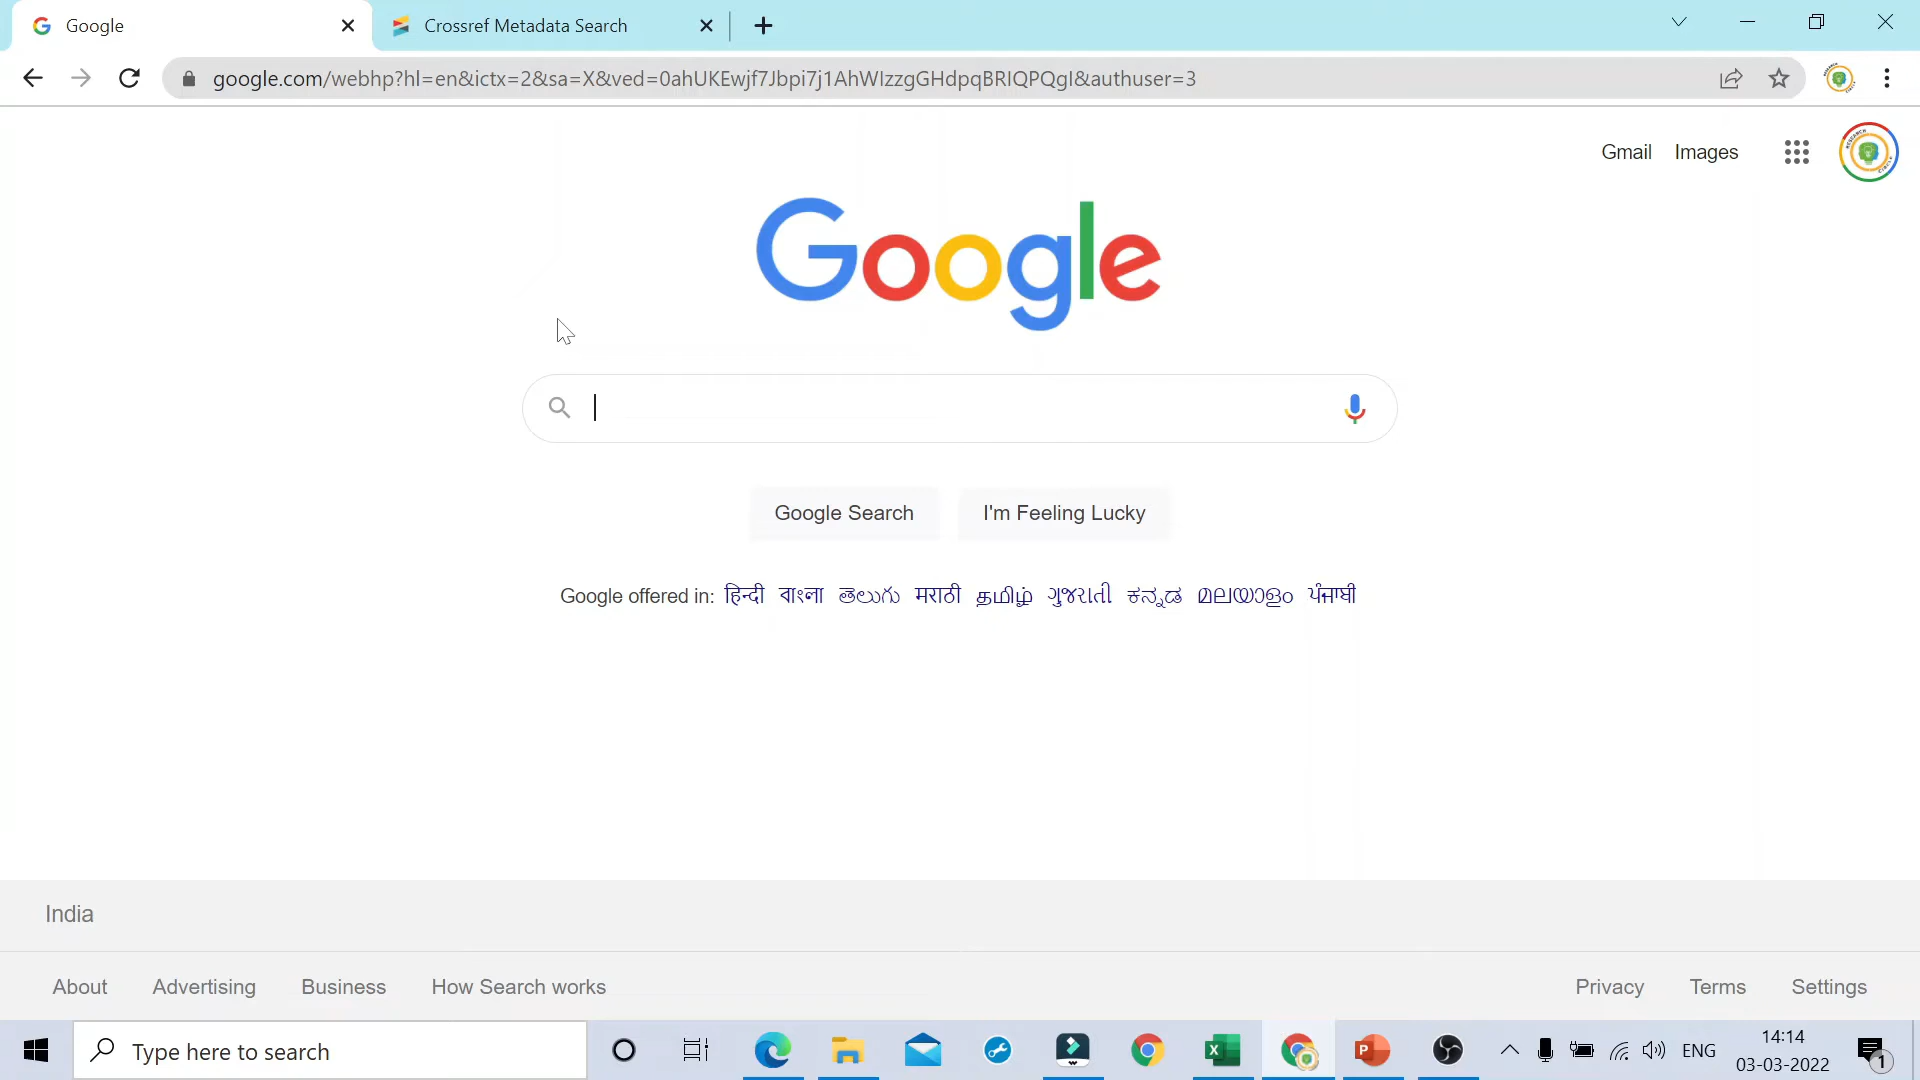 Google
Crossref Metadata Search
google.com/webhp?hl=en&ictx=2&sa=X&ved=0ahUKEwjf7Jbpi7j1AhWIzzgGHdpqBRIQPQgI&authuser=3
Gmail Images
Google
Google Search I'm Feeling Lucky
Google offered in: हिन्दी বাংলা తెలుగు मराठी தமிழ் ગુજરાતી ಕನ್ನಡ മലയാളം ਪੰਜਾਬੀ
India
About Advertising Business How Search works Privacy Terms Settings
Type here to search
ENG
14:14
03-03-2022
1